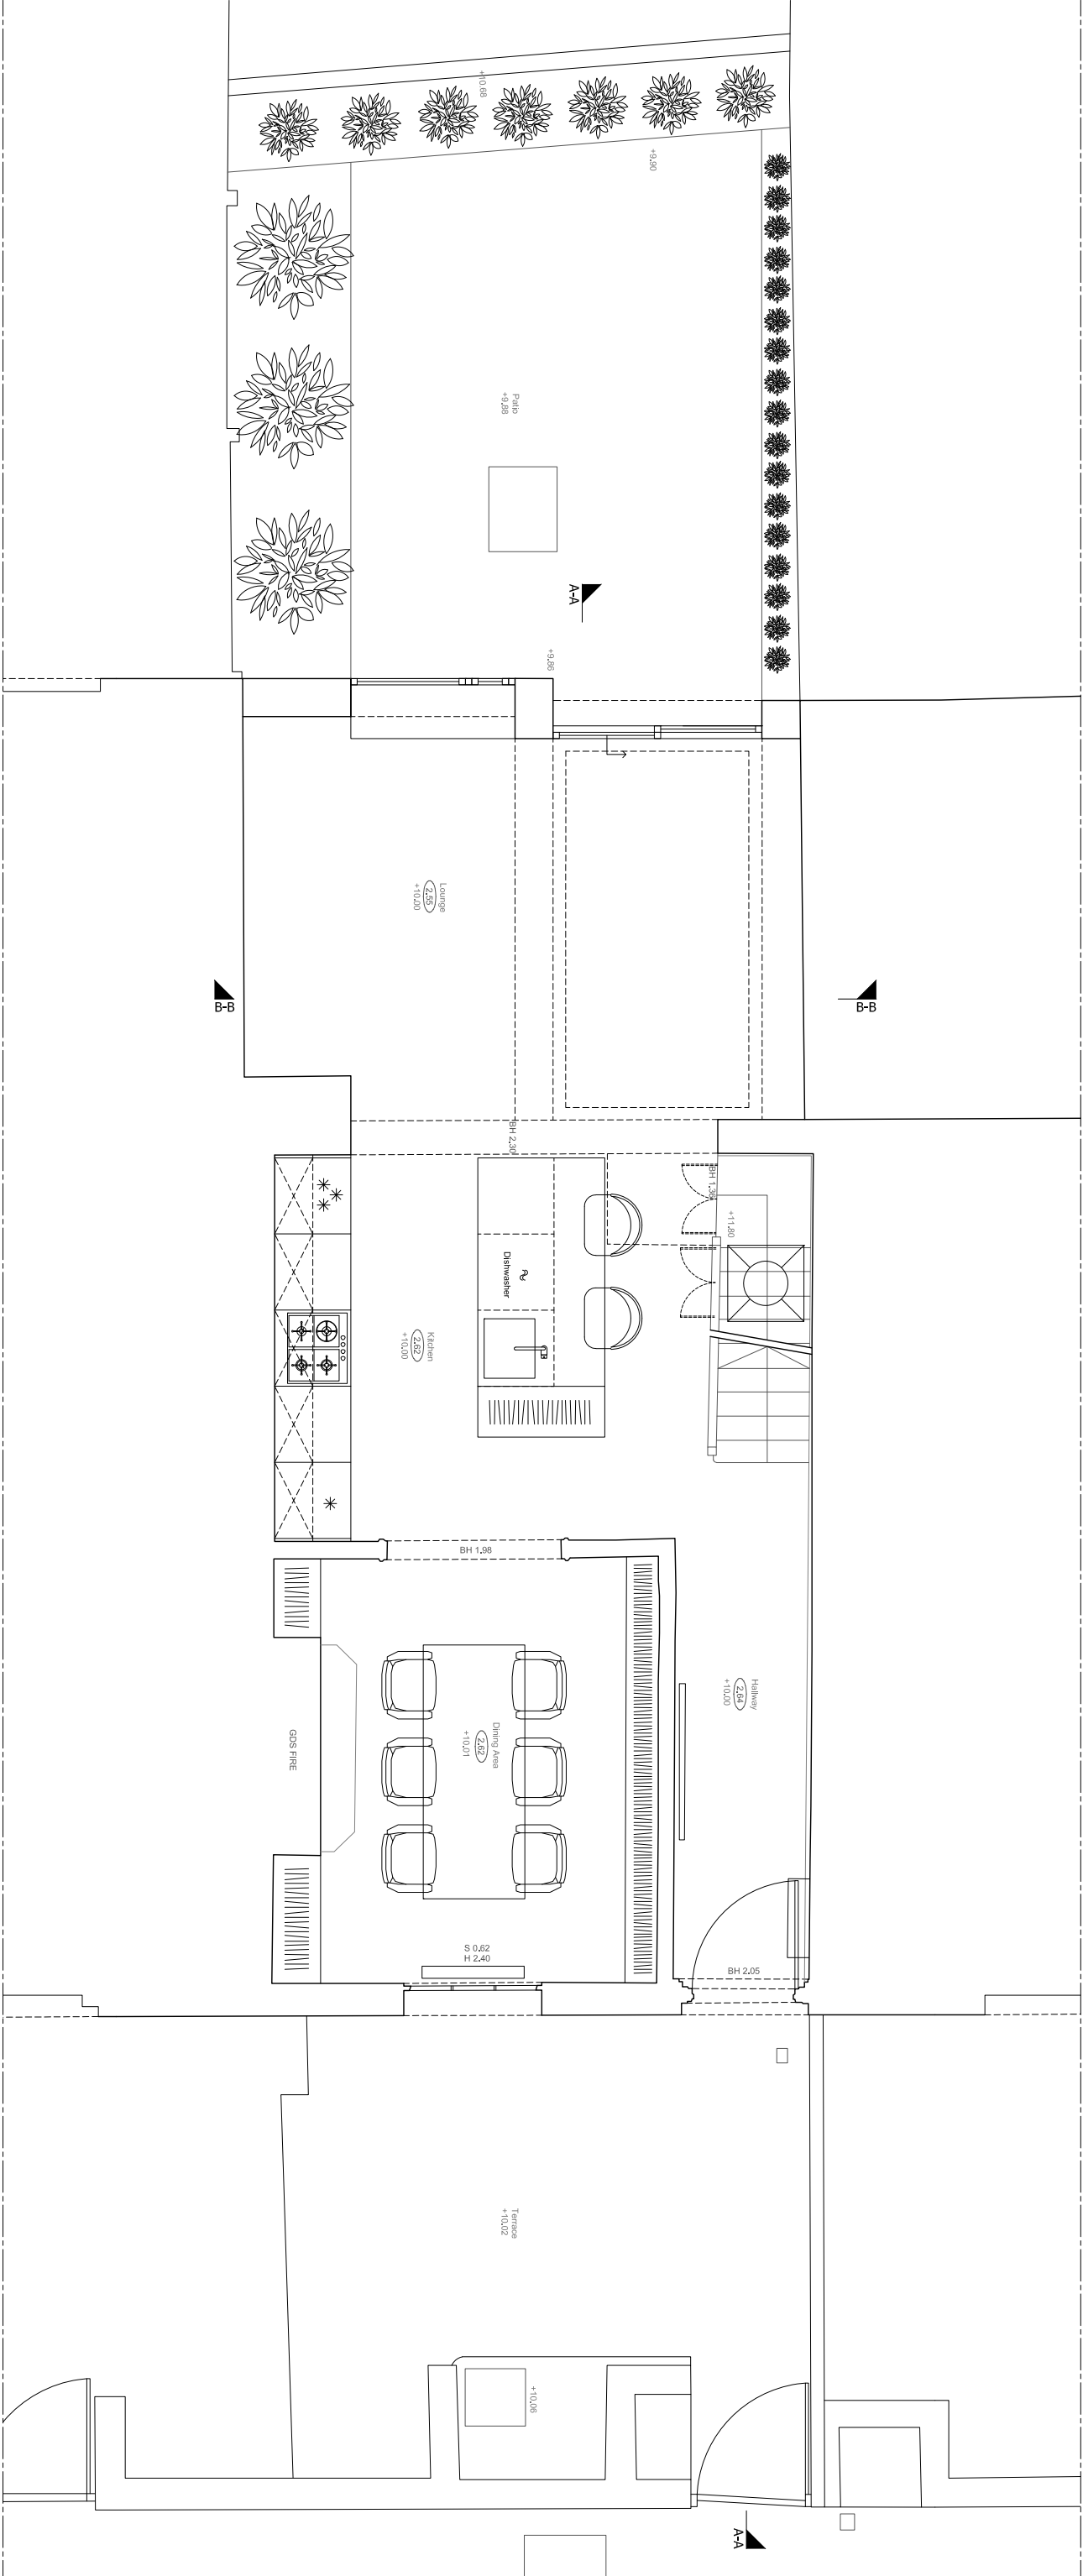 +10.68
+9.90
Patio
+9.88
A-A
+9.86
Lounge
2.55
+10.00
B-B
B-B
BH 2.30
BH 1.36
+11.80
Dishwasher
Kitchen
2.62
+10.00
BH 1.98
Hallway
2.64
+10.00
Dining Area
2.62
+10.01
GDS FIRE
S 0.62
H 2.40
BH 2.05
Terrace
+10.02
+10.06
A-A